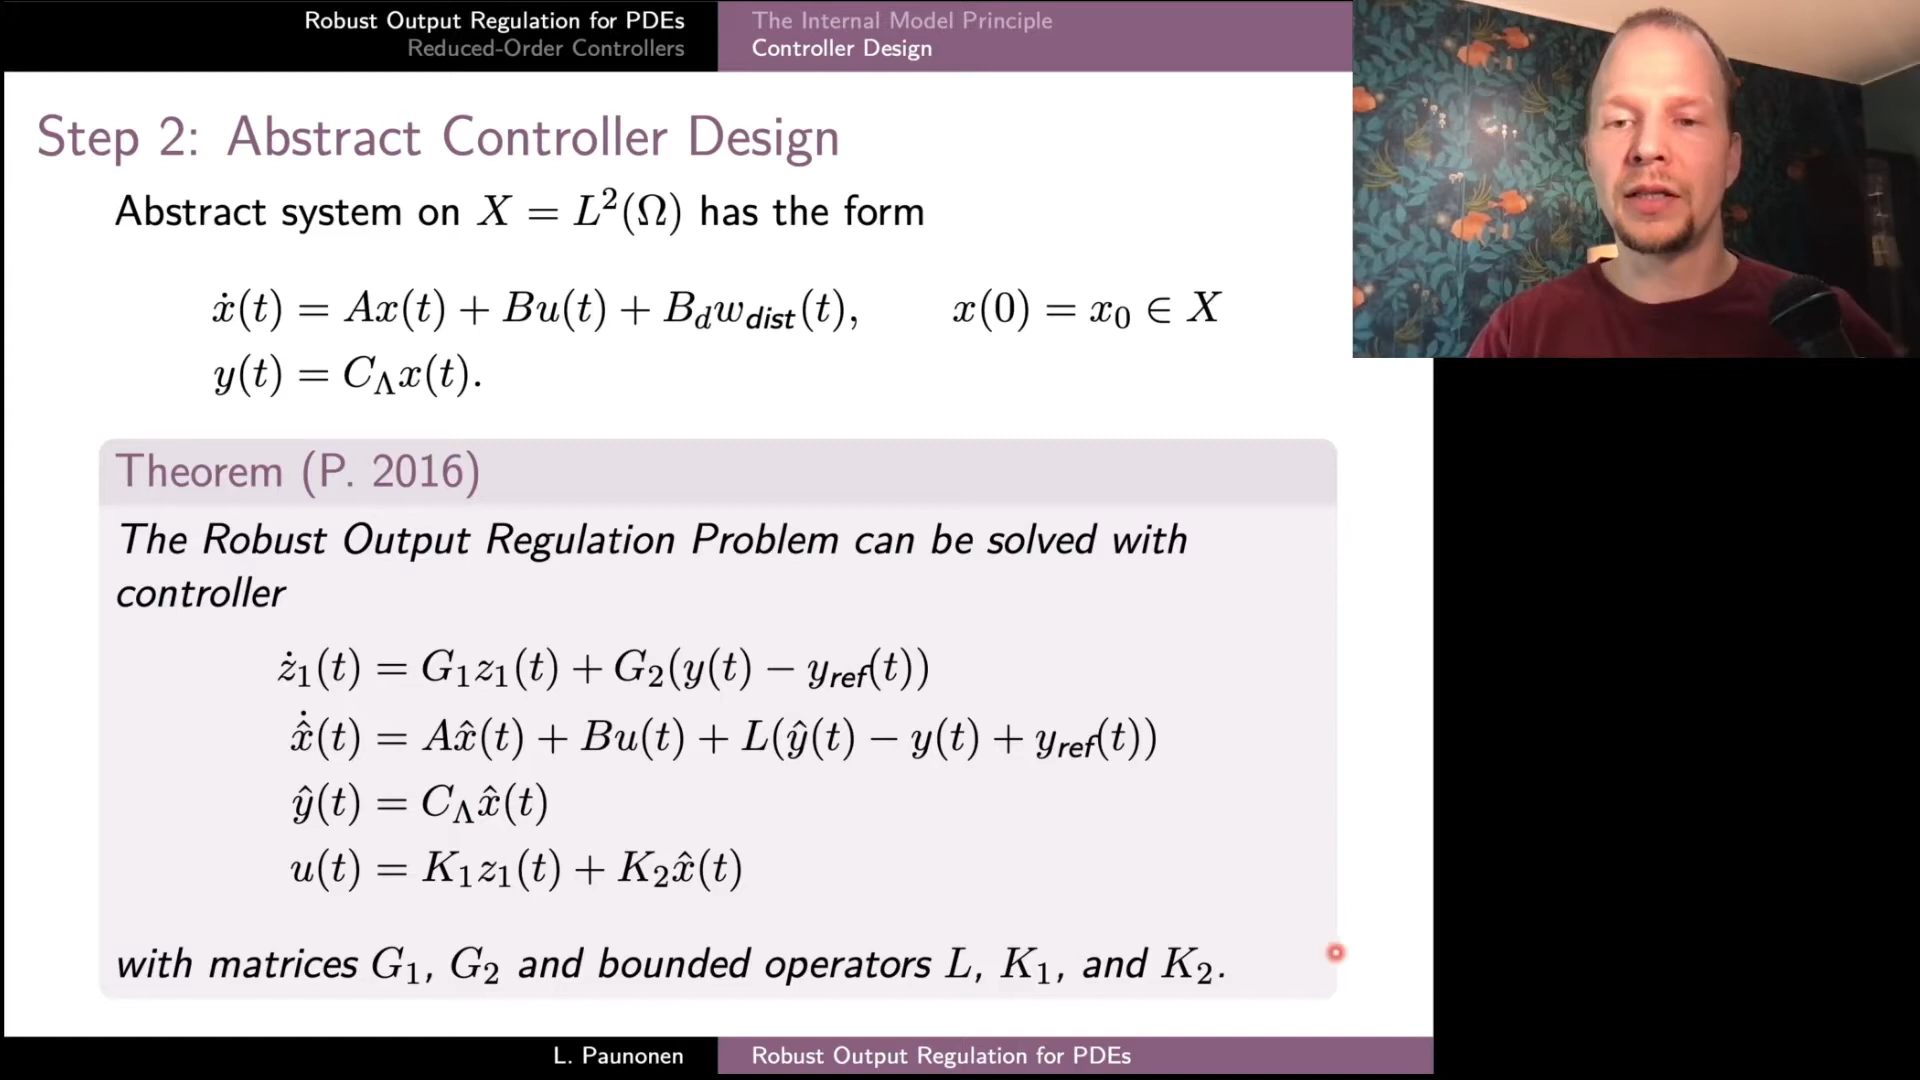 Robust Output Regulation for PDEs
Reduced-Order Controllers
The Internal Model Principle
Controller Design
Step 2: Abstract Controller Design
Abstract system on X = L²(Ω) has the form
ẋ(t) = Ax(t) + Bu(t) + B_d w_dist(t), x(0) = x₀ ∈ X
y(t) = C_Λ x(t).
Theorem (P. 2016)
The Robust Output Regulation Problem can be solved with
controller
ż₁(t) = G₁z₁(t) + G₂(y(t) − y_ref(t))
x̂̇(t) = Ax̂(t) + Bu(t) + L(ŷ(t) − y(t) + y_ref(t))
ŷ(t) = C_Λ x̂(t)
u(t) = K₁z₁(t) + K₂x̂(t)
with matrices G₁, G₂ and bounded operators L, K₁, and K₂.
L. Paunonen
Robust Output Regulation for PDEs